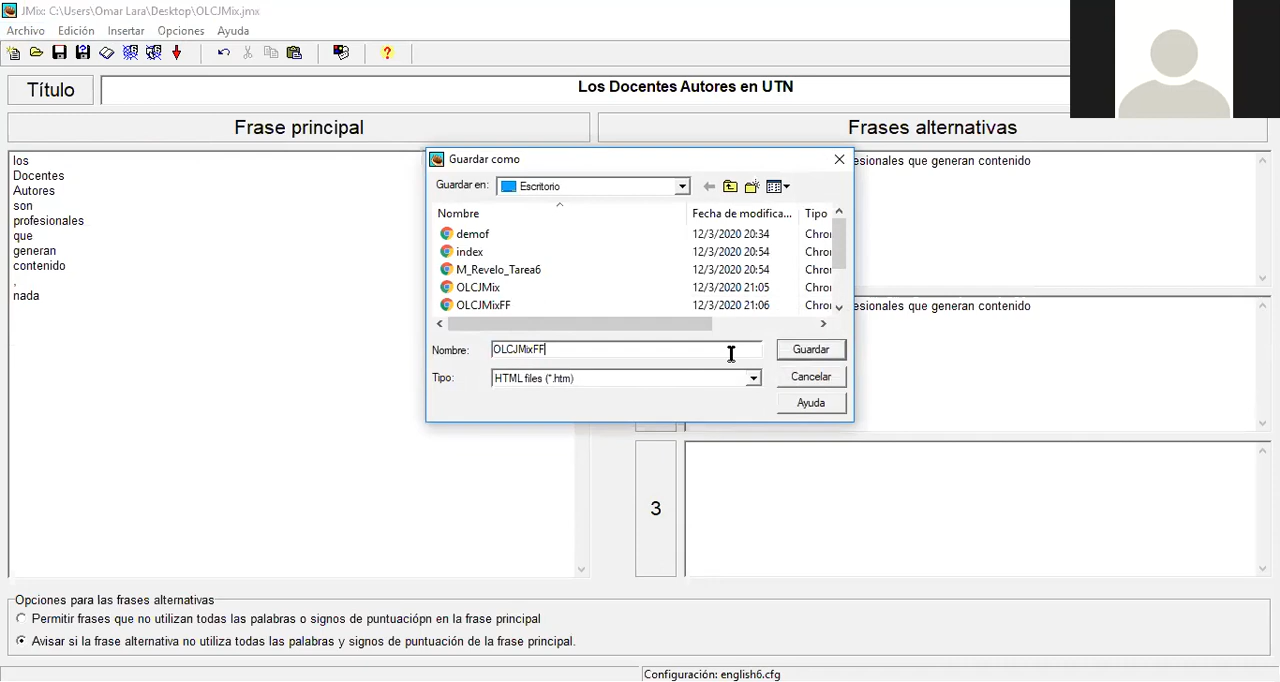 JMix: C:\Users\Omar Lara\Desktop\OLCJMix.jmx
Archivo Edición Insertar Opciones Ayuda
Título
Los Docentes Autores en UTN
Frase principal
Frases alternativas
los
Docentes
Autores
son
profesionales
que
generan
contenido
,
nada
esionales que generan contenido
esionales que generan contenido
3
Guardar como
Guardar en: Escritorio
Nombre Fecha de modifica... Tipo
demof 12/3/2020 20:34 Chror
index 12/3/2020 20:54 Chror
M_Revelo_Tarea6 12/3/2020 20:54 Chror
OLCJMix 12/3/2020 21:05 Chror
OLCJMixFF 12/3/2020 21:06 Chror
Nombre: OLCJMixFF Guardar
Tipo: HTML files (*.htm) Cancelar
Ayuda
Opciones para las frases alternativas
Permitir frases que no utilizan todas las palabras o signos de puntuaciópn en la frase principal
Avisar si la frase alternativa no utiliza todas las palabras y signos de puntuación de la frase principal.
Configuración: english6.cfg